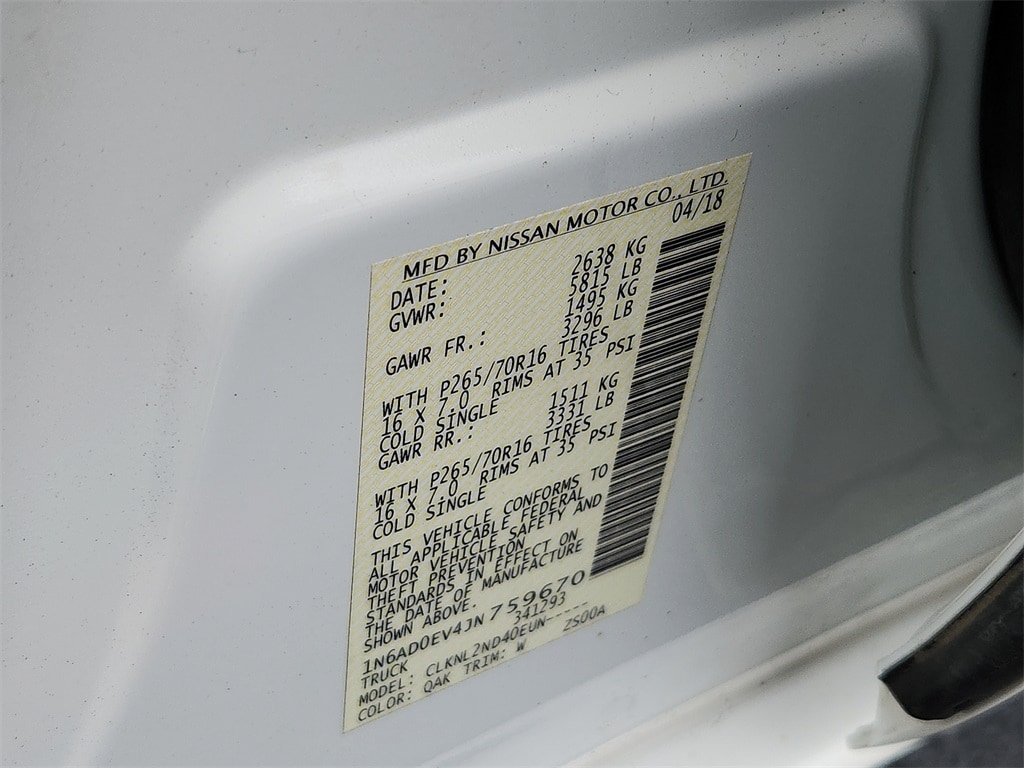 MFD BY NISSAN MOTOR CO., LTD.
DATE: 04/18
GVWR: 2638 KG
5815 LB
GAWR FR.: 1495 KG
3296 LB
WITH P265/70R16 TIRES
16 X 7.0 RIMS AT 35 PSI
COLD SINGLE
GAWR RR.: 1511 KG
3331 LB
WITH P265/70R16 TIRES
16 X 7.0 RIMS AT 35 PSI
COLD SINGLE
THIS VEHICLE CONFORMS TO
ALL APPLICABLE FEDERAL
MOTOR VEHICLE SAFETY AND
THEFT PREVENTION
STANDARDS IN EFFECT ON
THE DATE OF MANUFACTURE
SHOWN ABOVE.
1N6AD0EV4JN759670
TRUCK 341293
MODEL: CLKNL2ND40EUN-----
COLOR: QAK TRIM: W ZS00A